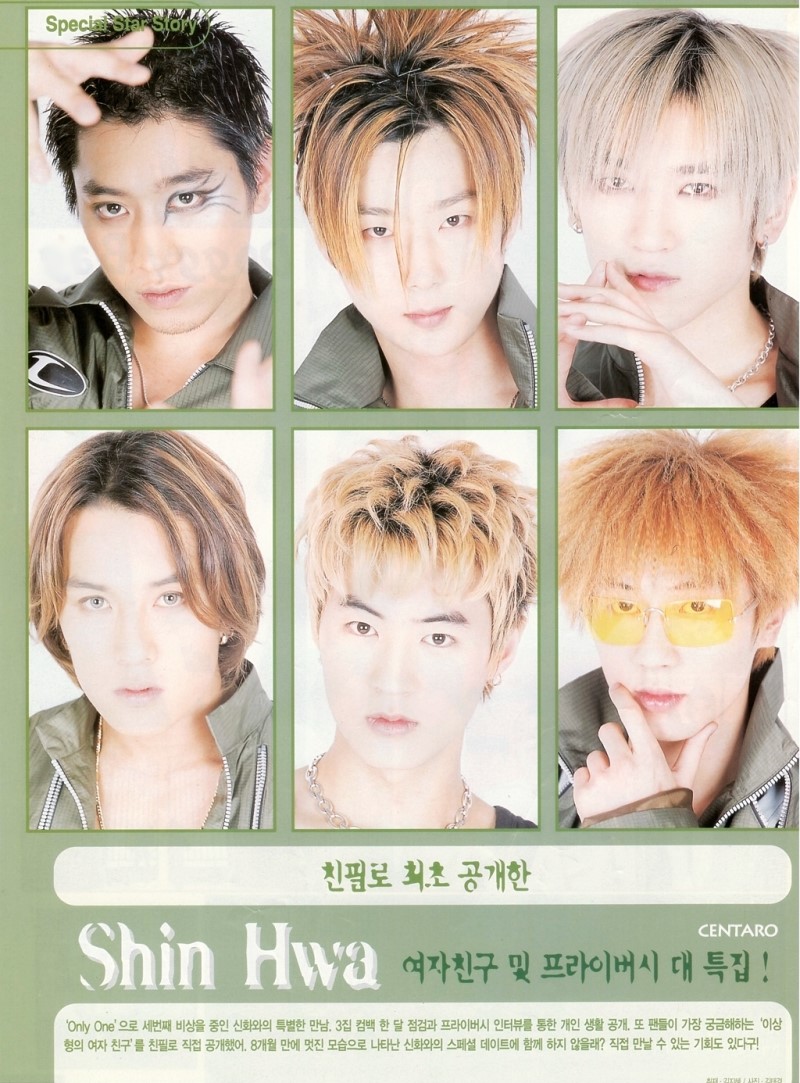 Special Star Story
친필로 최초 공개한
CENTARO
Shin Hwa 여자친구 및 프라이버시 대 특집!
'Only One'으로 세번째 비상을 중인 신화와의 특별한 만남. 3집 컴백 한 달 점검과 프라이버시 인터뷰를 통한 개인 생활 공개. 또 팬들이 가장 궁금해하는 '이상
형의 여자 친구'를 친필로 직접 공개했어. 8개월 만에 멋진 모습으로 나타난 신화와의 스페셜 데이트에 함께 하지 않을래? 직접 만날 수 있는 기회도 있다구!